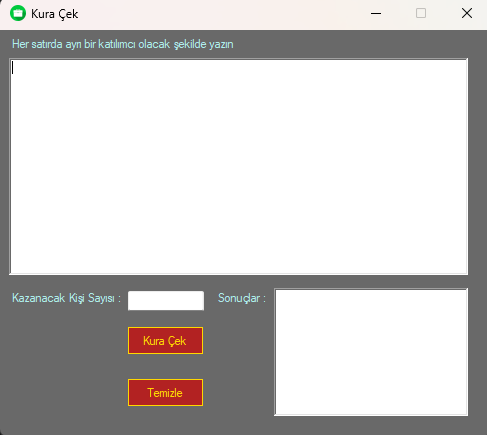 Kura Çek
Her satırda ayrı bir katılımcı olacak şekilde yazın
Kazanacak Kişi Sayısı :
Sonuçlar :
Kura Çek
Temizle